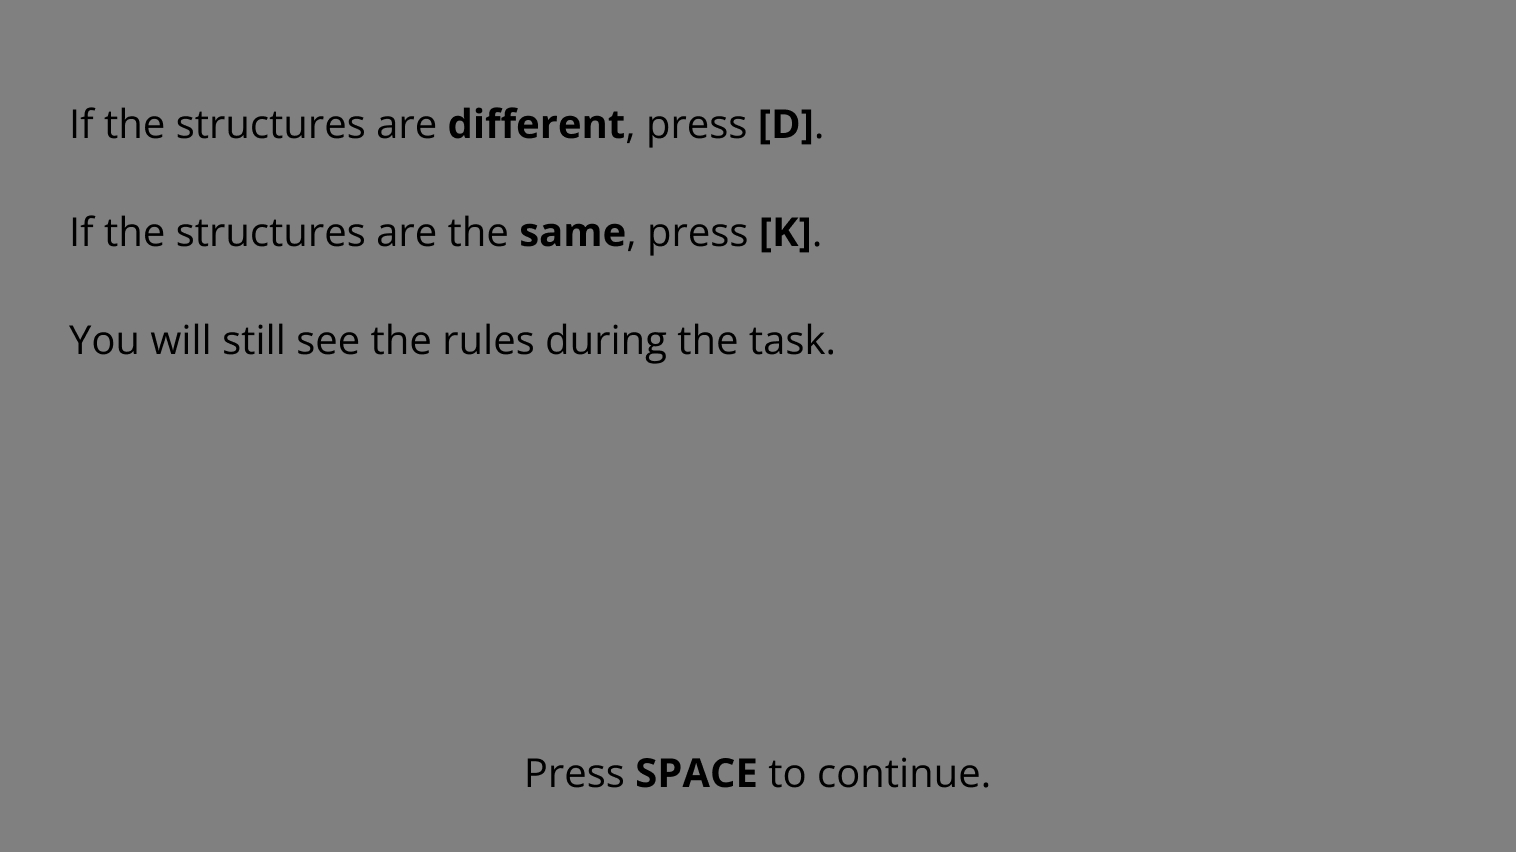 If the structures are different, press [D].
If the structures are the same, press [K].
You will still see the rules during the task.
Press SPACE to continue.